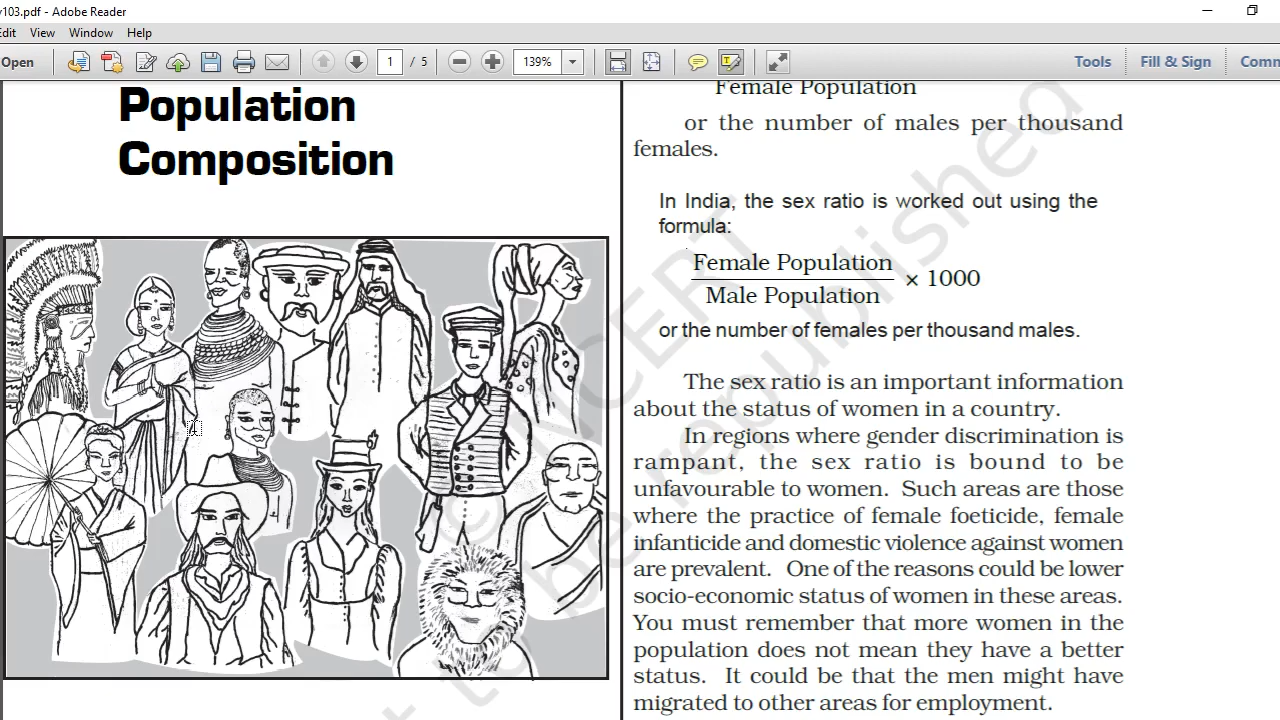 y103.pdf - Adobe Reader
Edit View Window Help
Open
1 / 5
139%
Tools
Fill & Sign
Comm
Population
Composition
Female Population
or the number of males per thousand
females.
In India, the sex ratio is worked out using the
formula:
Female Population
Male Population
× 1000
or the number of females per thousand males.
The sex ratio is an important information
about the status of women in a country.
In regions where gender discrimination is
rampant, the sex ratio is bound to be
unfavourable to women. Such areas are those
where the practice of female foeticide, female
infanticide and domestic violence against women
are prevalent. One of the reasons could be lower
socio-economic status of women in these areas.
You must remember that more women in the
population does not mean they have a better
status. It could be that the men might have
migrated to other areas for employment.
© NCERT
to be republished